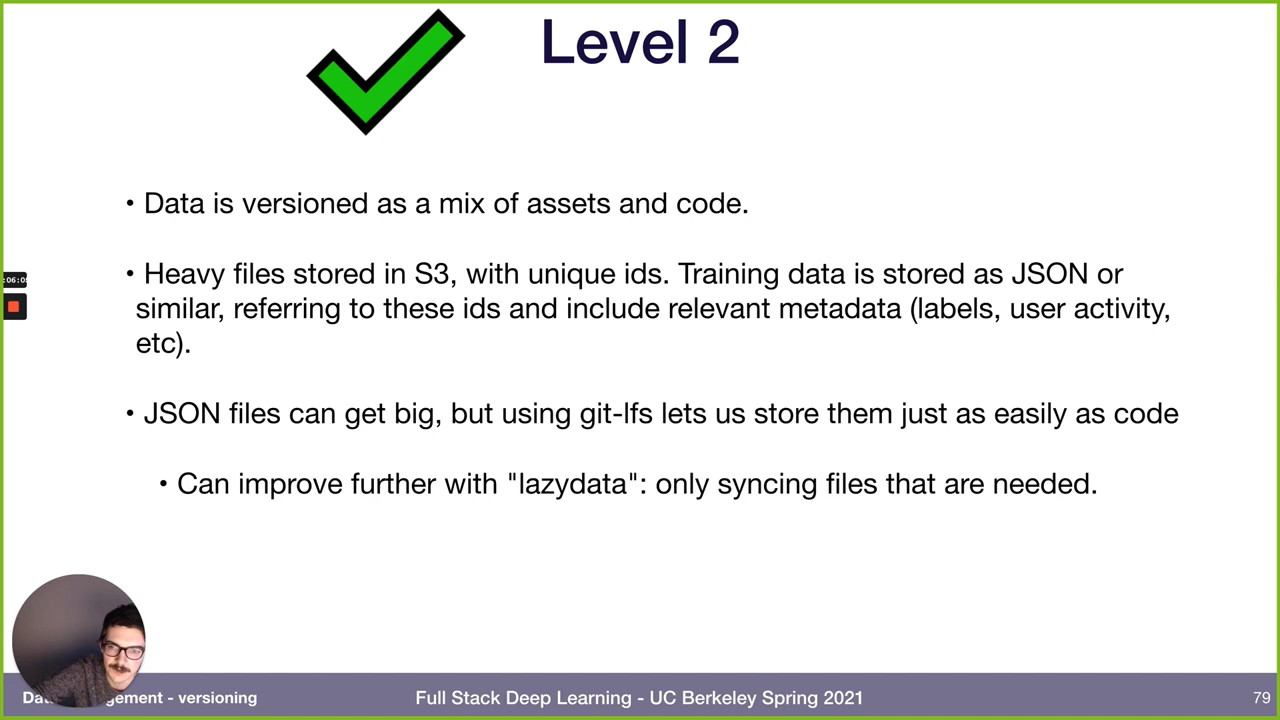 Level 2
• Data is versioned as a mix of assets and code.
• Heavy files stored in S3, with unique ids. Training data is stored as JSON or
similar, referring to these ids and include relevant metadata (labels, user activity,
etc).
• JSON files can get big, but using git-lfs lets us store them just as easily as code
• Can improve further with "lazydata": only syncing files that are needed.
- versioning
Full Stack Deep Learning - UC Berkeley Spring 2021
79